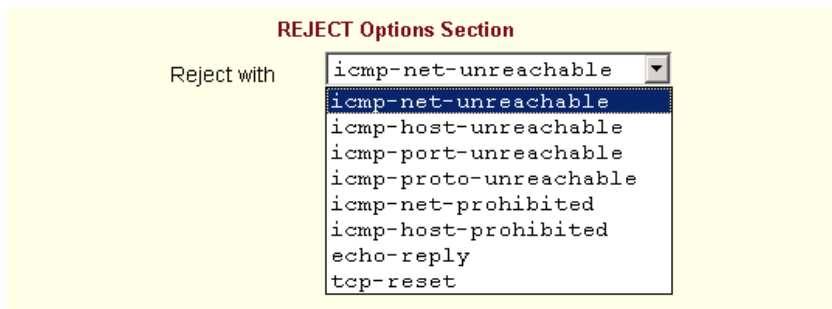 REJECT Options Section
Reject with icmp-net-unreachable
icmp-net-unreachable
icmp-host-unreachable
icmp-port-unreachable
icmp-proto-unreachable
icmp-net-prohibited
icmp-host-prohibited
echo-reply
tcp-reset